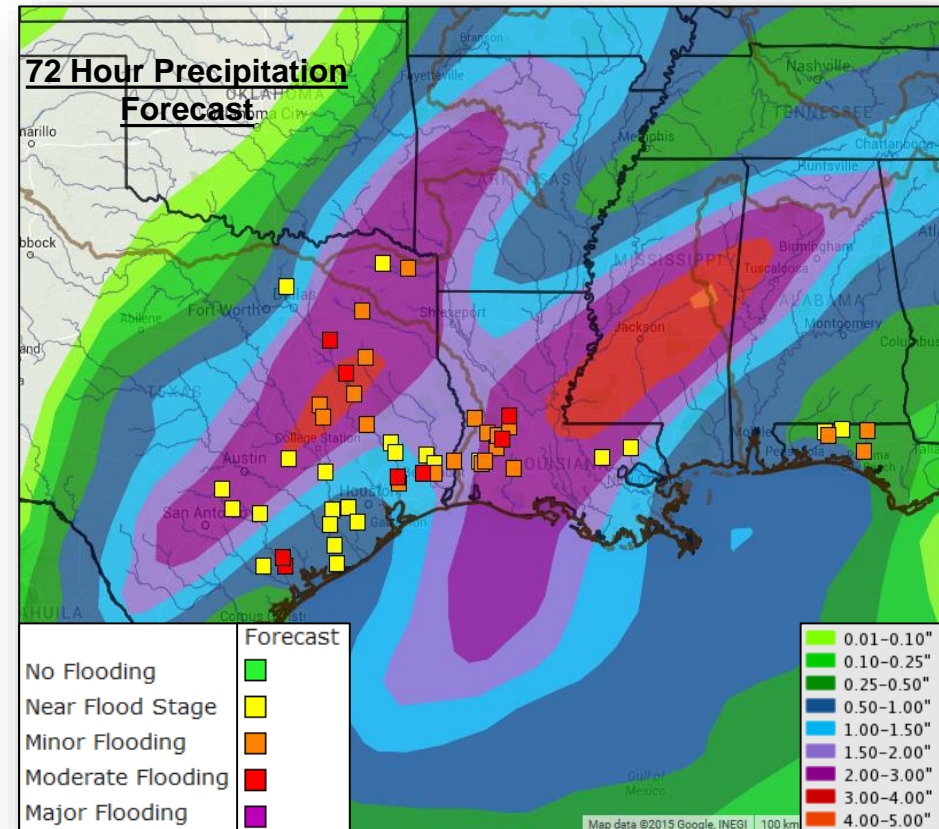 72 Hour Precipitation
Forecast
Branson
Fayetteville
Nashville
OKLAHOMA
Oklahoma City
TENNESSEE
Memphis
Chattanooga
Huntsville
ARKANSAS
Birmingham
MISSISSIPPI
Tuscaloosa
ALABAMA
Dallas
Fort Worth
Abilene
Shreveport
Jackson
Montgomery
Columbus
TEXAS
College Station
Austin
LOUISIANA
Houston
San Antonio
Galveston
Corpus Christi
Forecast
No Flooding
Near Flood Stage
Minor Flooding
Moderate Flooding
Major Flooding
0.01–0.10"
0.10–0.25"
0.25–0.50"
0.50–1.00"
1.00–1.50"
1.50–2.00"
2.00–3.00"
3.00–4.00"
4.00–5.00"
Gulf of
Mexico
Map data ©2015 Google, INEGI
100 km